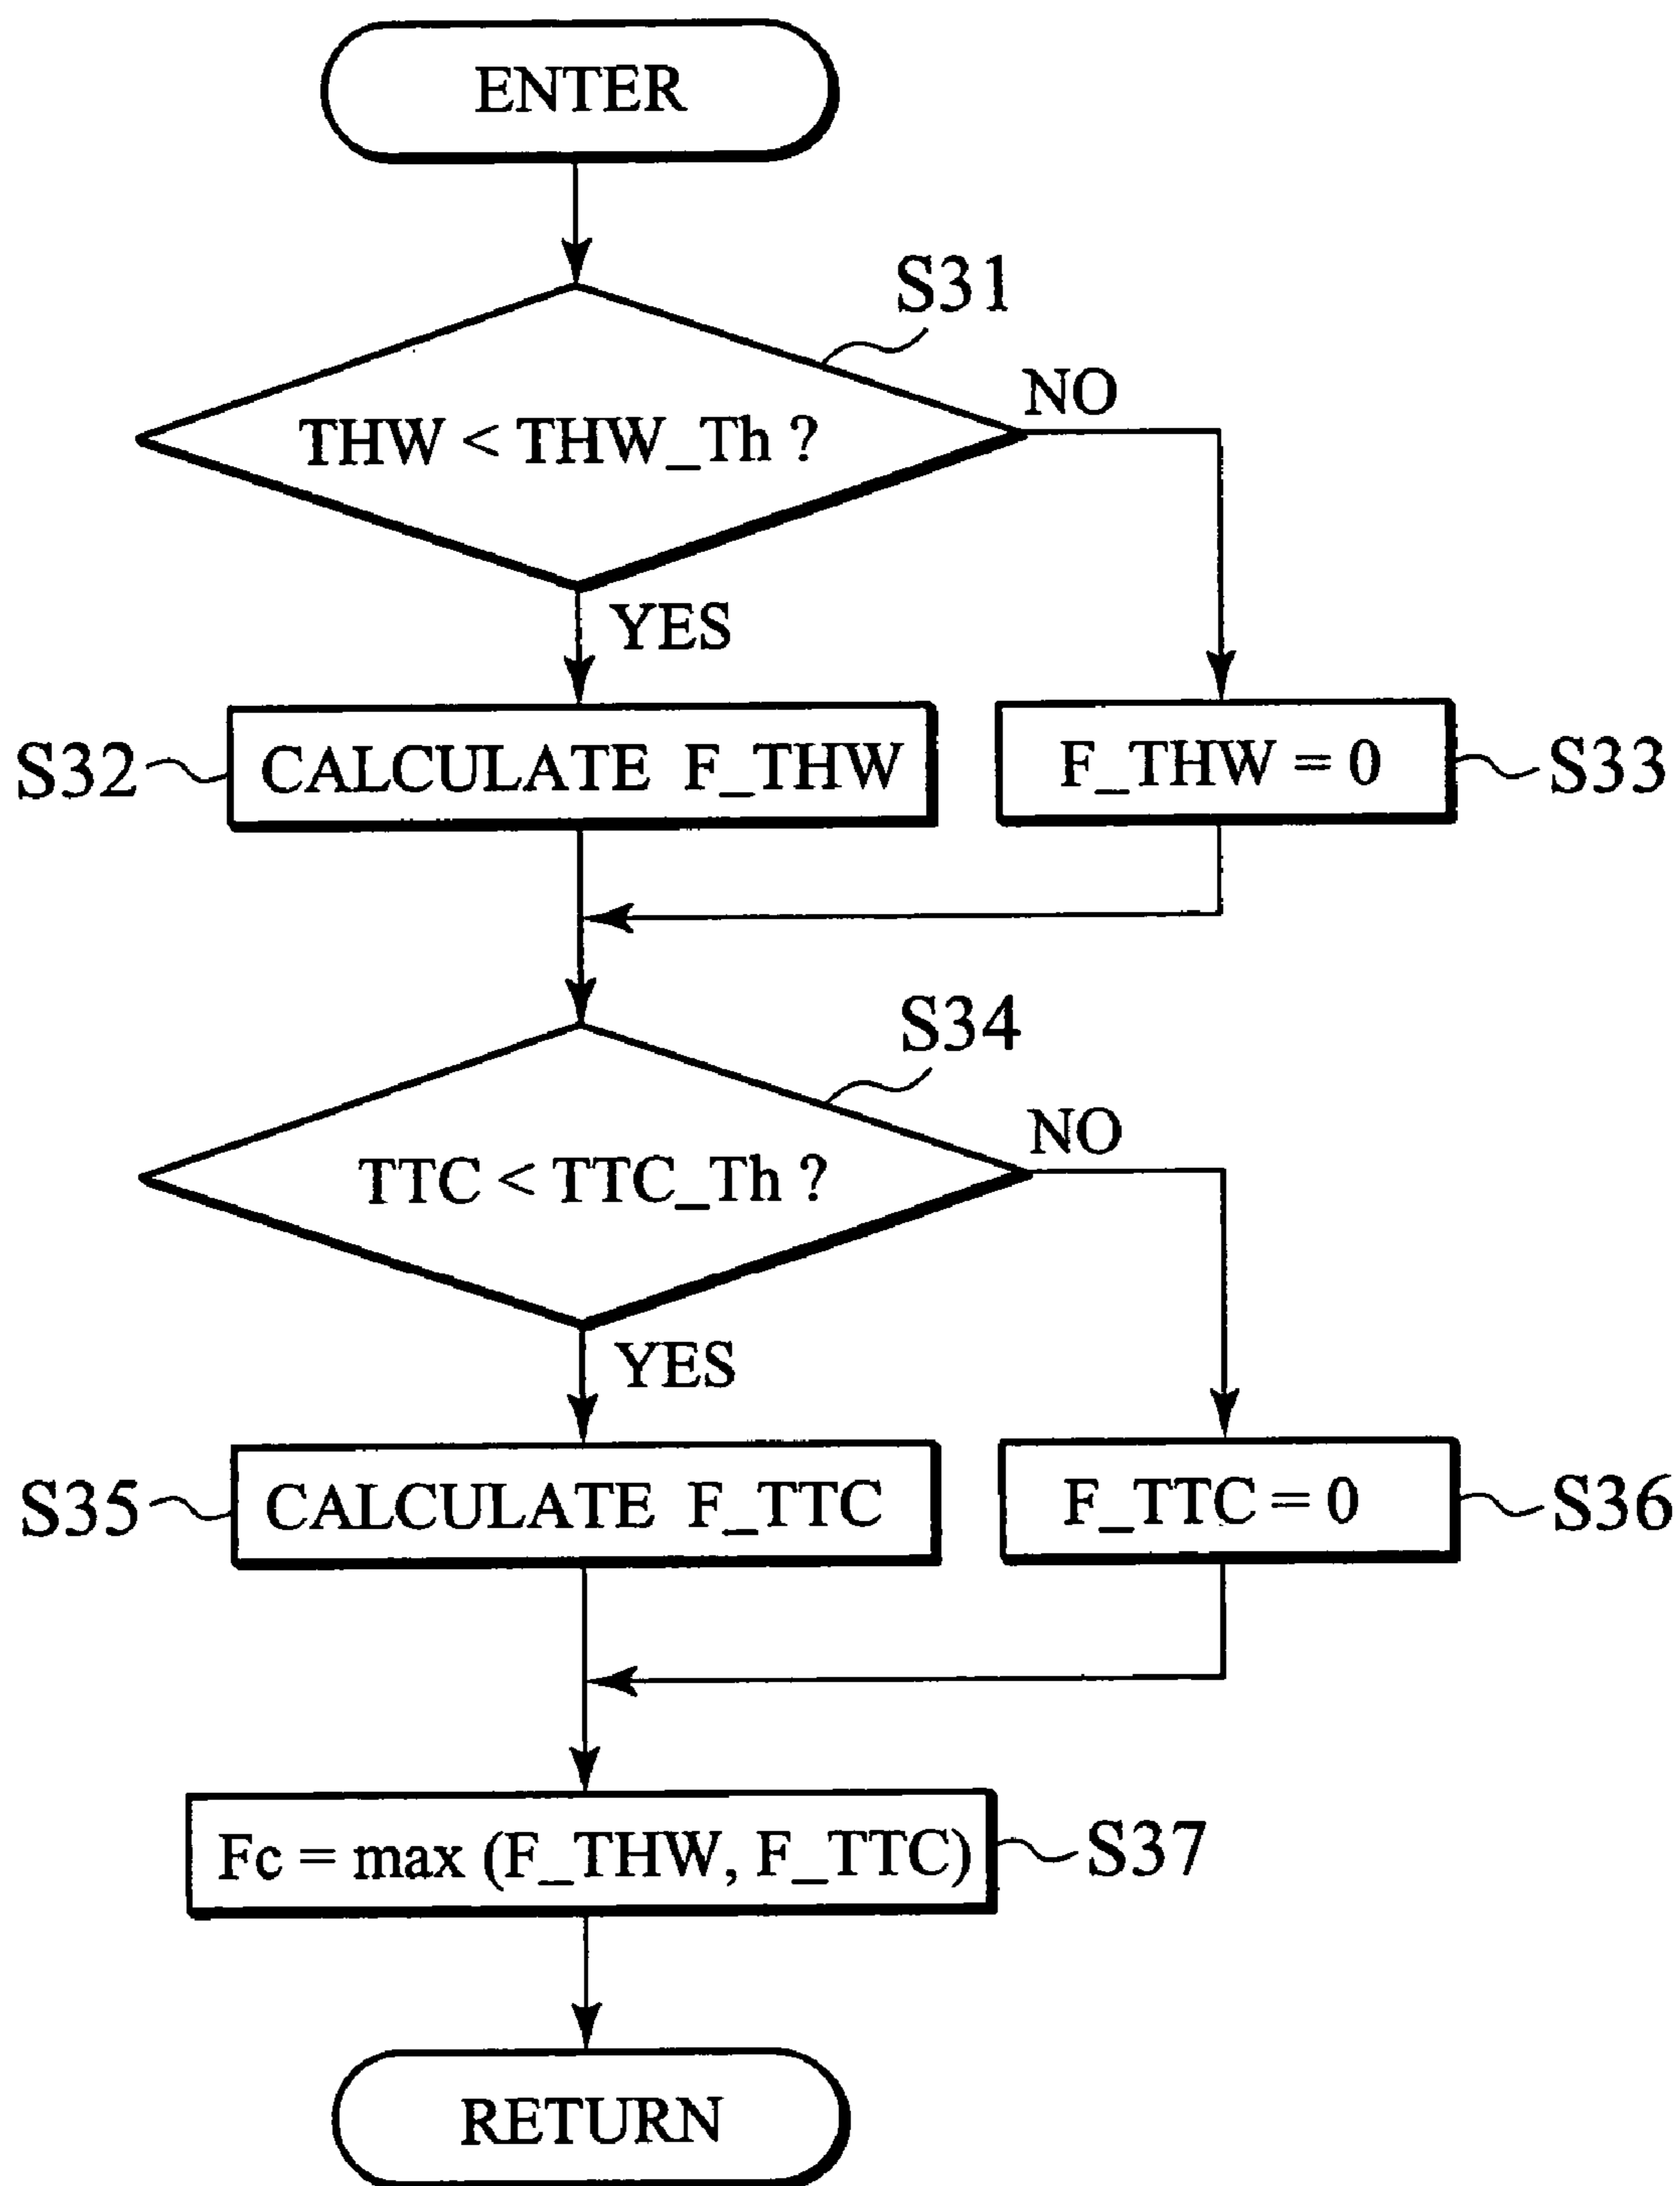 ENTER
S31
THW < THW_Th ?
NO
YES
S32
CALCULATE F_THW
F_THW = 0
S33
S34
TTC < TTC_Th ?
NO
YES
S35
CALCULATE F_TTC
F_TTC = 0
S36
Fc = max (F_THW, F_TTC)
S37
RETURN